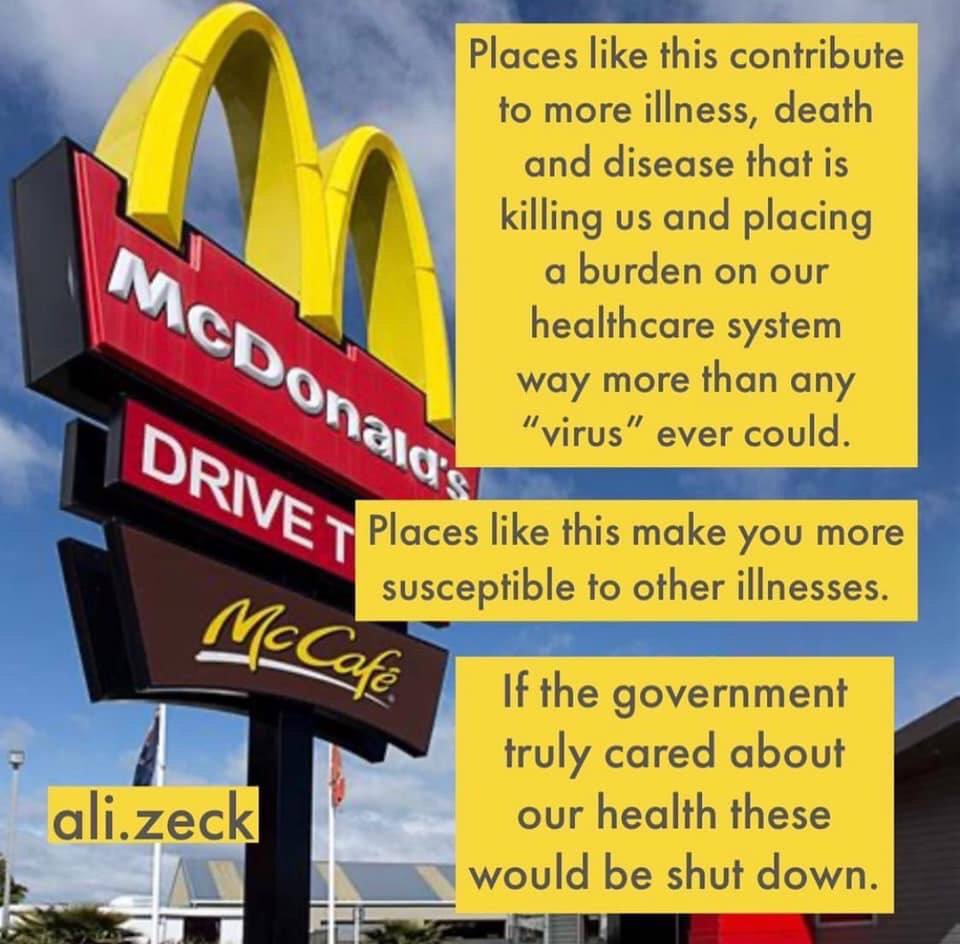 Places like this contribute
to more illness, death
and disease that is
killing us and placing
a burden on our
healthcare system
way more than any
“virus” ever could.
McDonald's
DRIVE T
McCafé
Places like this make you more
susceptible to other illnesses.
If the government
truly cared about
our health these
would be shut down.
ali.zeck